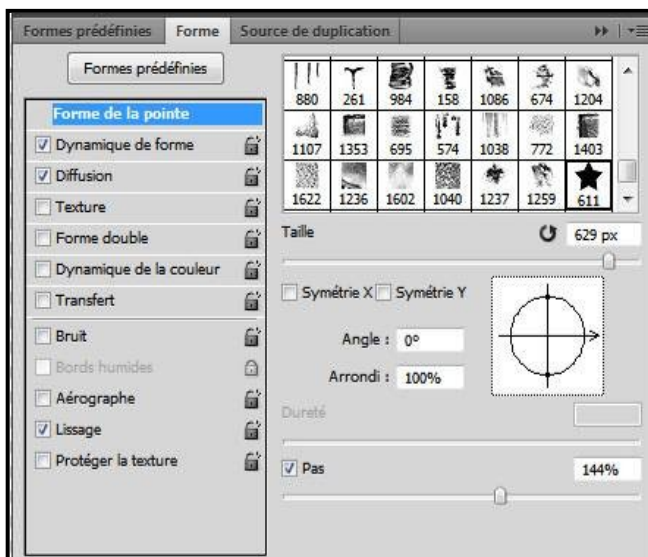 Formes prédéfinies Forme Source de duplication
Formes prédéfinies
Forme de la pointe
Dynamique de forme
Diffusion
Texture
Forme double
Dynamique de la couleur
Transfert
Bruit
Bords humides
Aérographe
Lissage
Protéger la texture
880 261 984 158 1086 674 1204
1107 1353 695 574 1038 772 1403
1622 1236 1602 1040 1237 1259 611
Taille 629 px
Symétrie X Symétrie Y
Angle : 0°
Arrondi : 100%
Dureté
Pas 144%